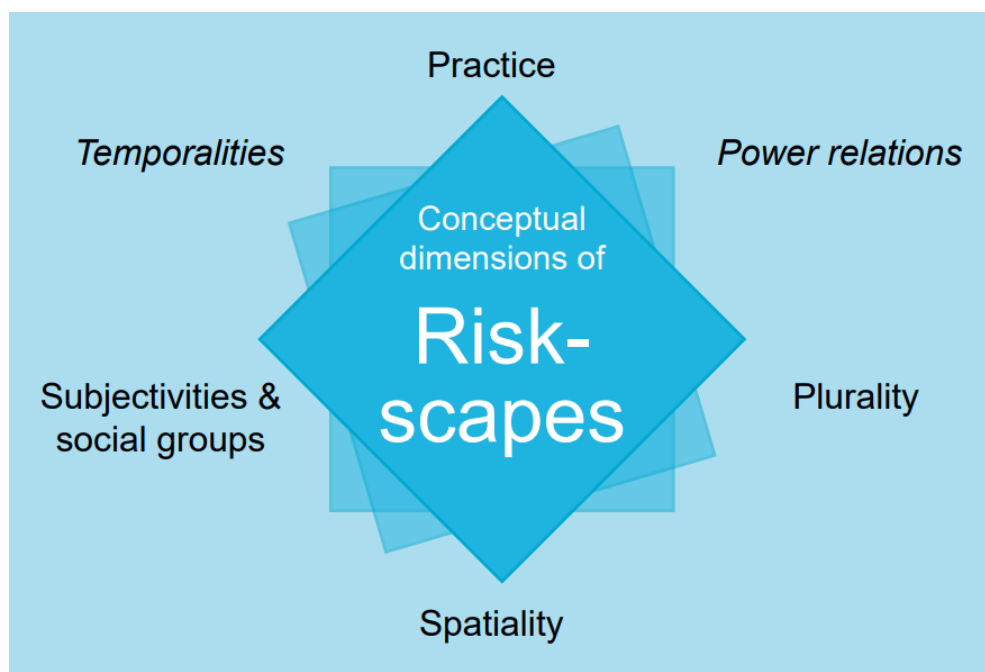 Practice
Temporalities
Power relations
Conceptual
dimensions of
Risk-
scapes
Subjectivities &
social groups
Plurality
Spatiality